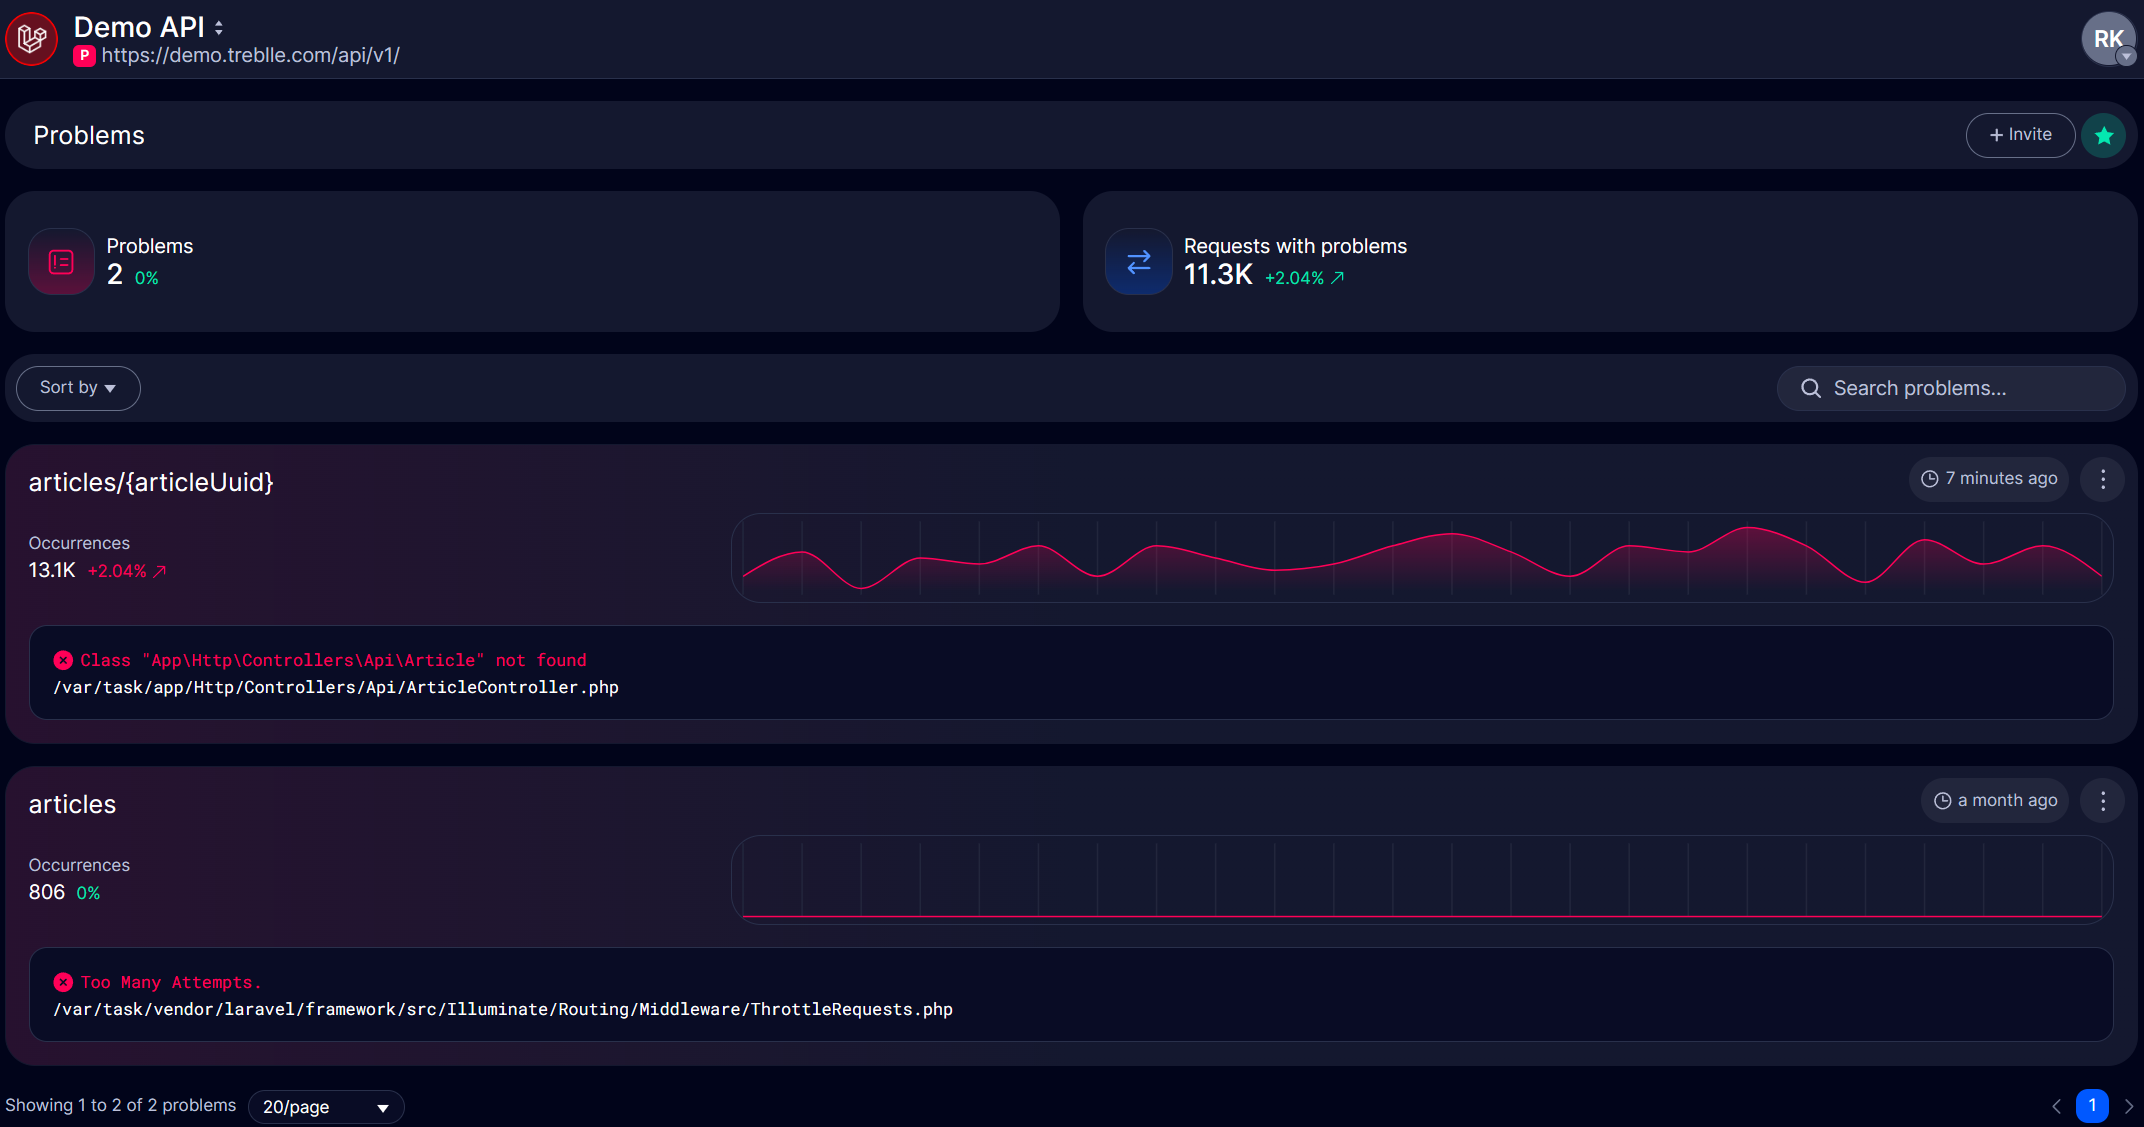 Demo API
P https://demo.treblle.com/api/v1/
RK
Problems
+ Invite
Problems
2 0%
Requests with problems
11.3K +2.04%
Sort by
Search problems...
articles/{articleUuid}
7 minutes ago
Occurrences
13.1K +2.04%
Class "App\Http\Controllers\Api\Article" not found
/var/task/app/Http/Controllers/Api/ArticleController.php
articles
a month ago
Occurrences
806 0%
Too Many Attempts.
/var/task/vendor/laravel/framework/src/Illuminate/Routing/Middleware/ThrottleRequests.php
Showing 1 to 2 of 2 problems 20/page
1